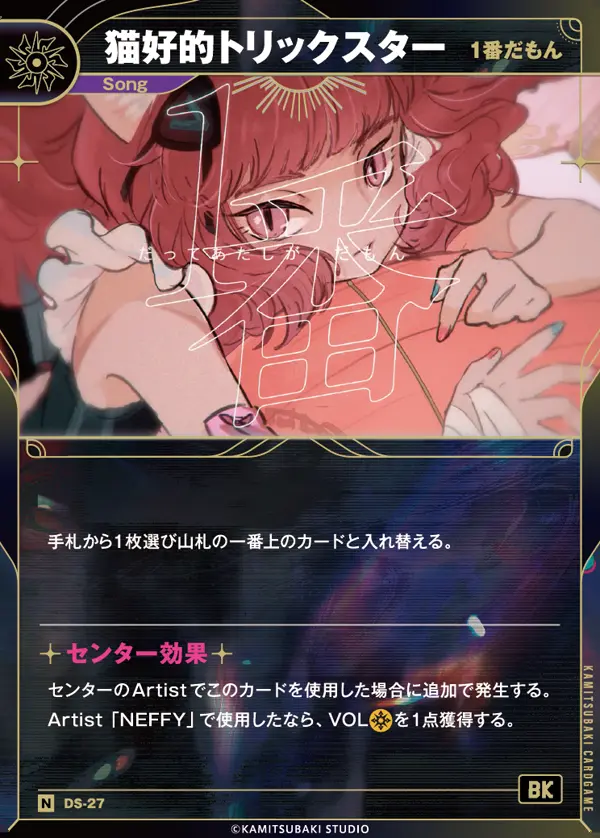 猫好的トリックスター 1番だもん
Song
1番
だってあたしが だもん
手札から1枚選び山札の一番上のカードと入れ替える。
センター効果
センターのArtistでこのカードを使用した場合に追加で発生する。
Artist「NEFFY」で使用したなら、VOLを1点獲得する。
KAMITSUBAKI CARDGAME
BK
N DS-27
©KAMITSUBAKI STUDIO